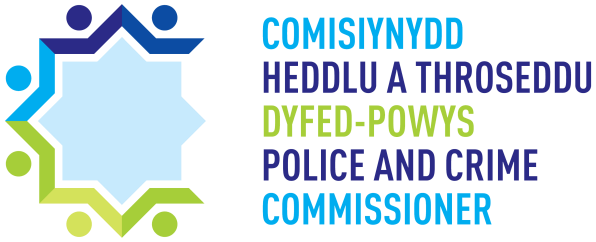 COMISIYNYDD
HEDDLU A THROSEDDU
DYFED-POWYS
POLICE AND CRIME
COMMISSIONER